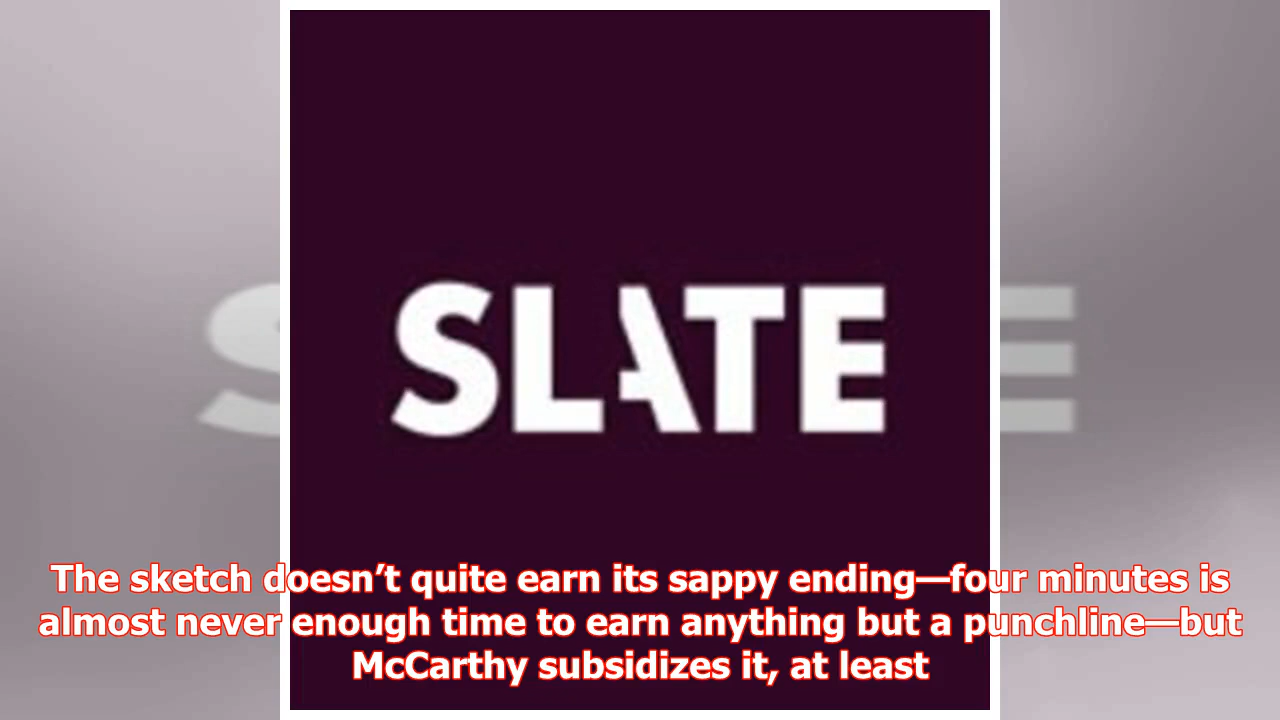 SLATE
The sketch doesn’t quite earn its sappy ending—four minutes is
almost never enough time to earn anything but a punchline—but
McCarthy subsidizes it, at least